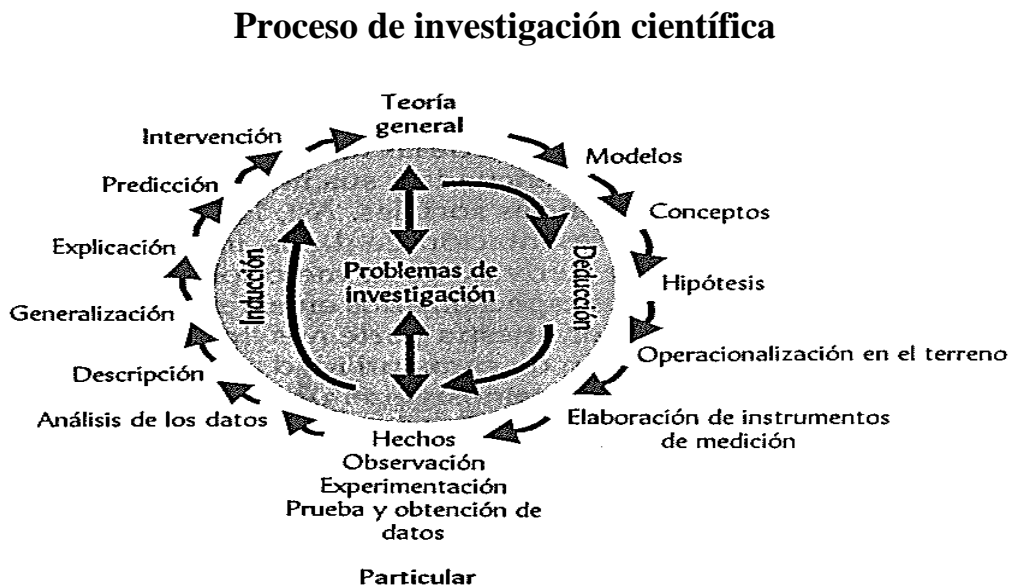 Proceso de investigación científica
Teoría
general
Modelos
Conceptos
Hipótesis
Operacionalización en el terreno
Elaboración de instrumentos
de medición
Hechos
Observación
Experimentación
Prueba y obtención de
datos
Particular
Análisis de los datos
Descripción
Generalización
Explicación
Predicción
Intervención
Inducción
Problemas de
investigación
Deducción